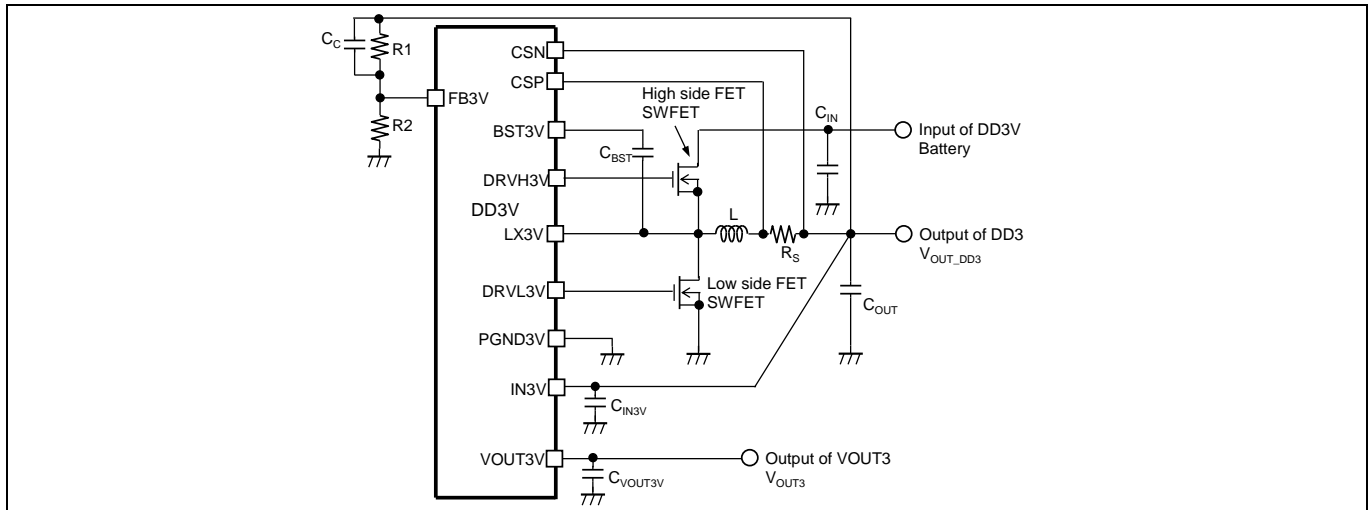 C_C
R1
FB3V
R2
CSN
CSP
BST3V
DRVH3V
DD3V
LX3V
DRVL3V
PGND3V
IN3V
VOUT3V
High side FET
SWFET
C_BST
C_IN
Input of DD3V
Battery
L
R_S
Output of DD3
V_OUT_DD3
Low side FET
SWFET
C_OUT
C_IN3V
C_VOUT3V
Output of VOUT3
V_OUT3